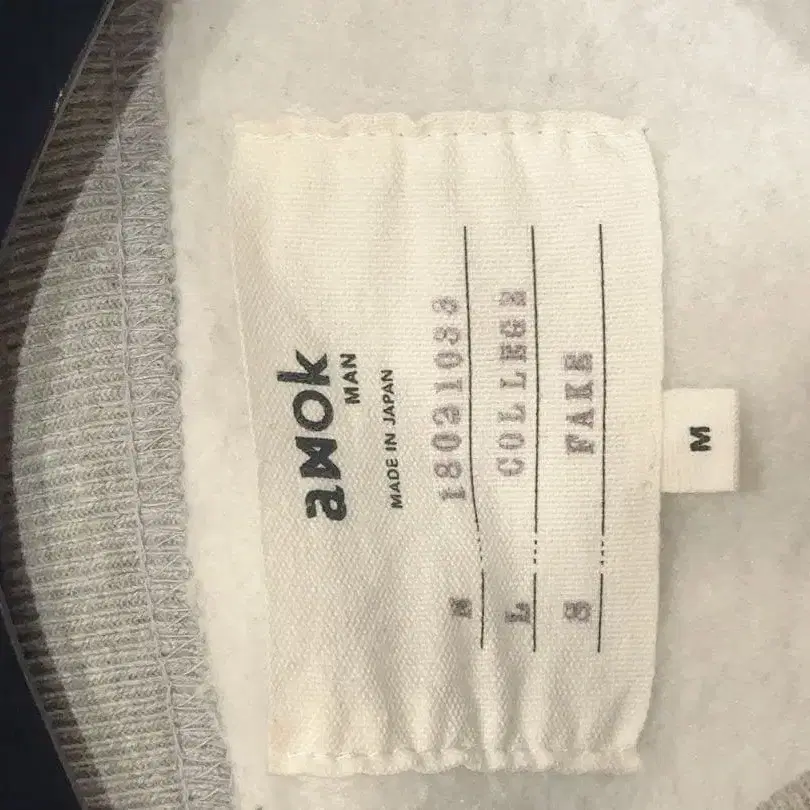 amok
MAN
MADE IN JAPAN
M 18021033
L COLLEGE
S FAKE
M